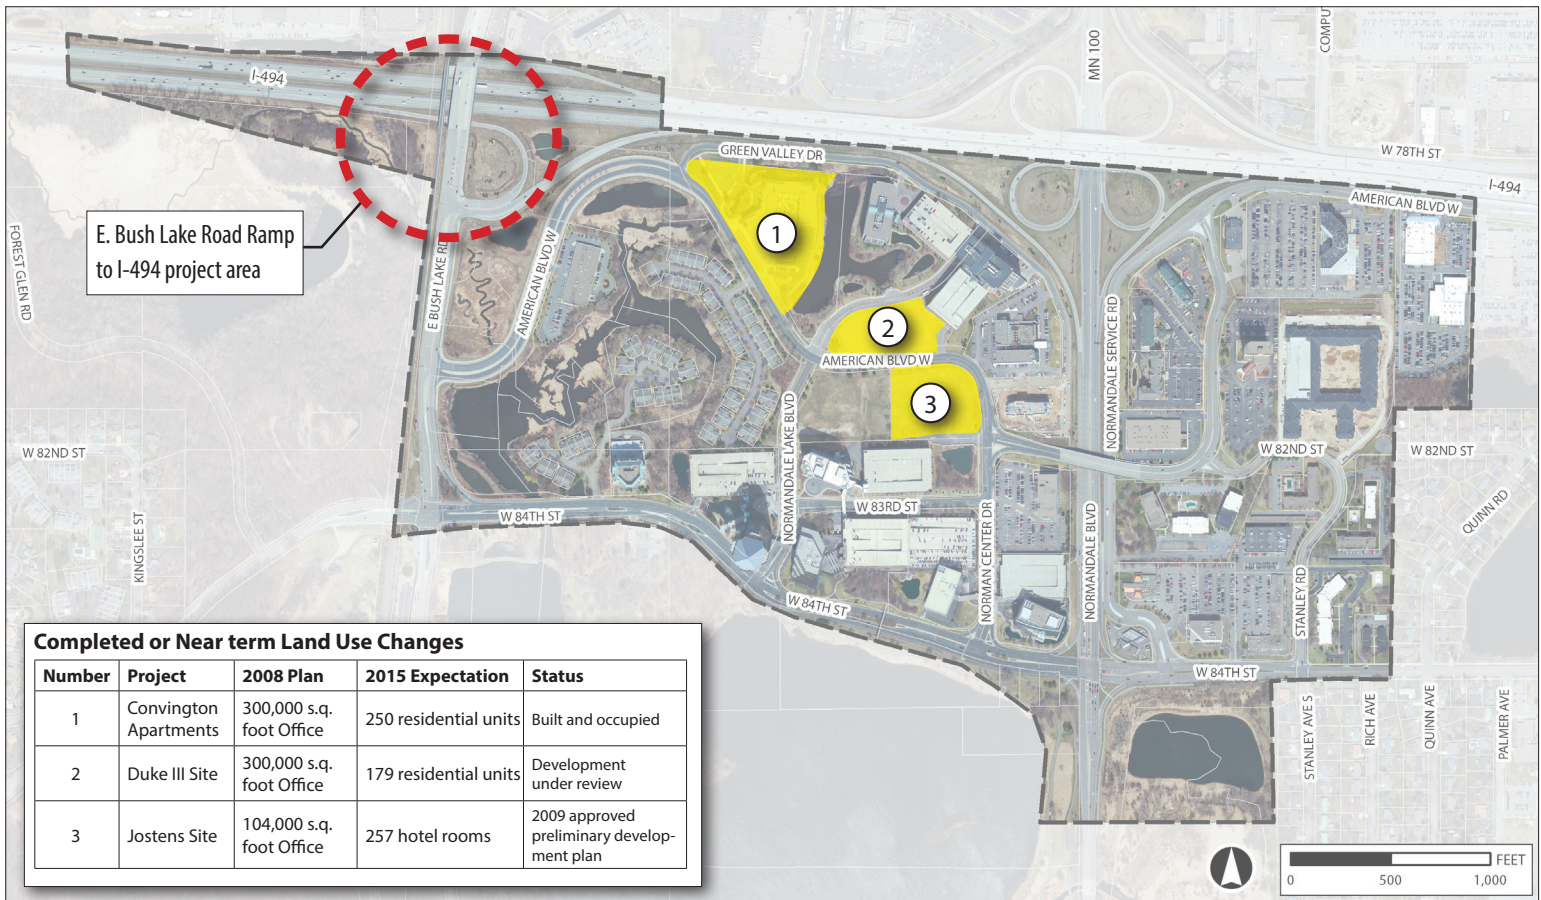 I-494
MN 100
COMPU
GREEN VALLEY DR
W 78TH ST
I-494
AMERICAN BLVD W
E. Bush Lake Road Ramp
to I-494 project area
FOREST GLEN RD
E BUSH LAKE RD
AMERICAN BLVD W
1
2
AMERICAN BLVD W
3
NORMANDALE SERVICE RD
NORMANDALE LAKE BLVD
W 82ND ST
W 82ND ST
W 82ND ST
QUINN RD
KINGSLEE ST
W 84TH ST
W 83RD ST
NORMAN CENTER DR
NORMANDALE BLVD
STANLEY RD
W 84TH ST
W 84TH ST
STANLEY AVE S
RICH AVE
QUINN AVE
PALMER AVE
Completed or Near term Land Use Changes
Number Project 2008 Plan 2015 Expectation Status
1 Convington Apartments 300,000 s.q. foot Office 250 residential units Built and occupied
2 Duke III Site 300,000 s.q. foot Office 179 residential units Development under review
3 Jostens Site 104,000 s.q. foot Office 257 hotel rooms 2009 approved preliminary develop-ment plan
FEET
0 500 1,000